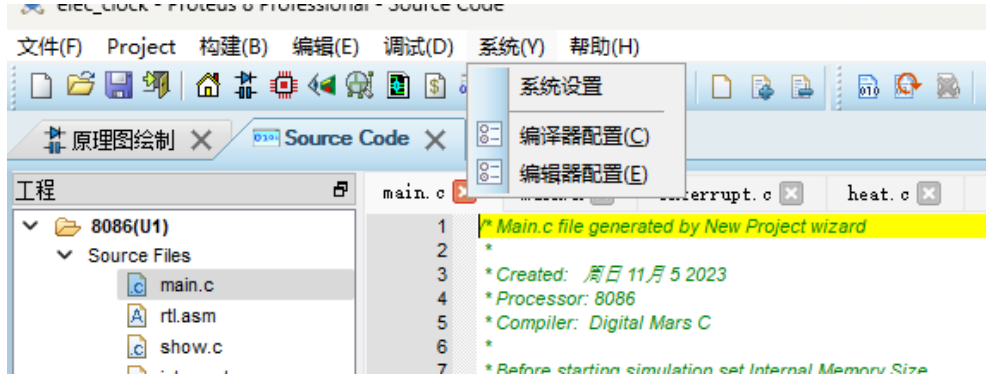 elec_clock - Proteus 8 Professional - Source Code
文件(F) Project 构建(B) 编辑(E) 调试(D) 系统(Y) 帮助(H)
系统设置
原理图绘制 Source Code
编译器配置(C)
编辑器配置(E)
工程
main.c interrupt.c heat.c
8086(U1)
Source Files
main.c
rtl.asm
show.c
1 /* Main.c file generated by New Project wizard
2 *
3 * Created: 周日 11月 5 2023
4 * Processor: 8086
5 * Compiler: Digital Mars C
6 *
7 * Before starting simulation set Internal Memory Size